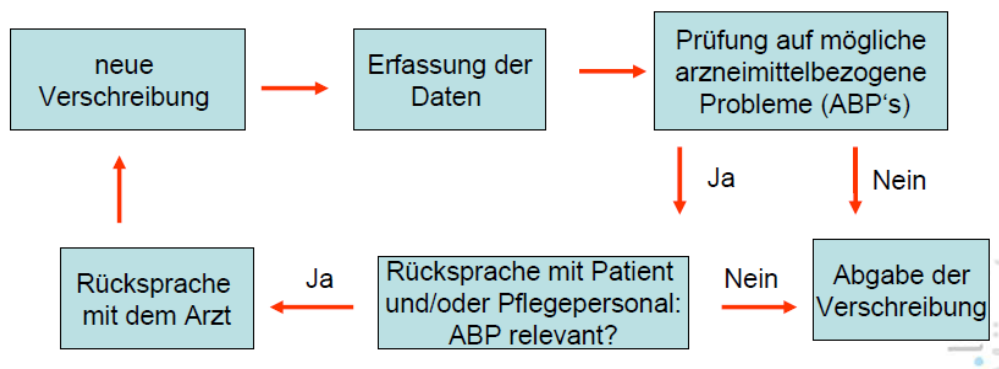 neue
Verschreibung
Erfassung der
Daten
Prüfung auf mögliche
arzneimittelbezogene
Probleme (ABP‘s)
Ja
Nein
Rücksprache
mit dem Arzt
Ja
Rücksprache mit Patient
und/oder Pflegepersonal:
ABP relevant?
Nein
Abgabe der
Verschreibung